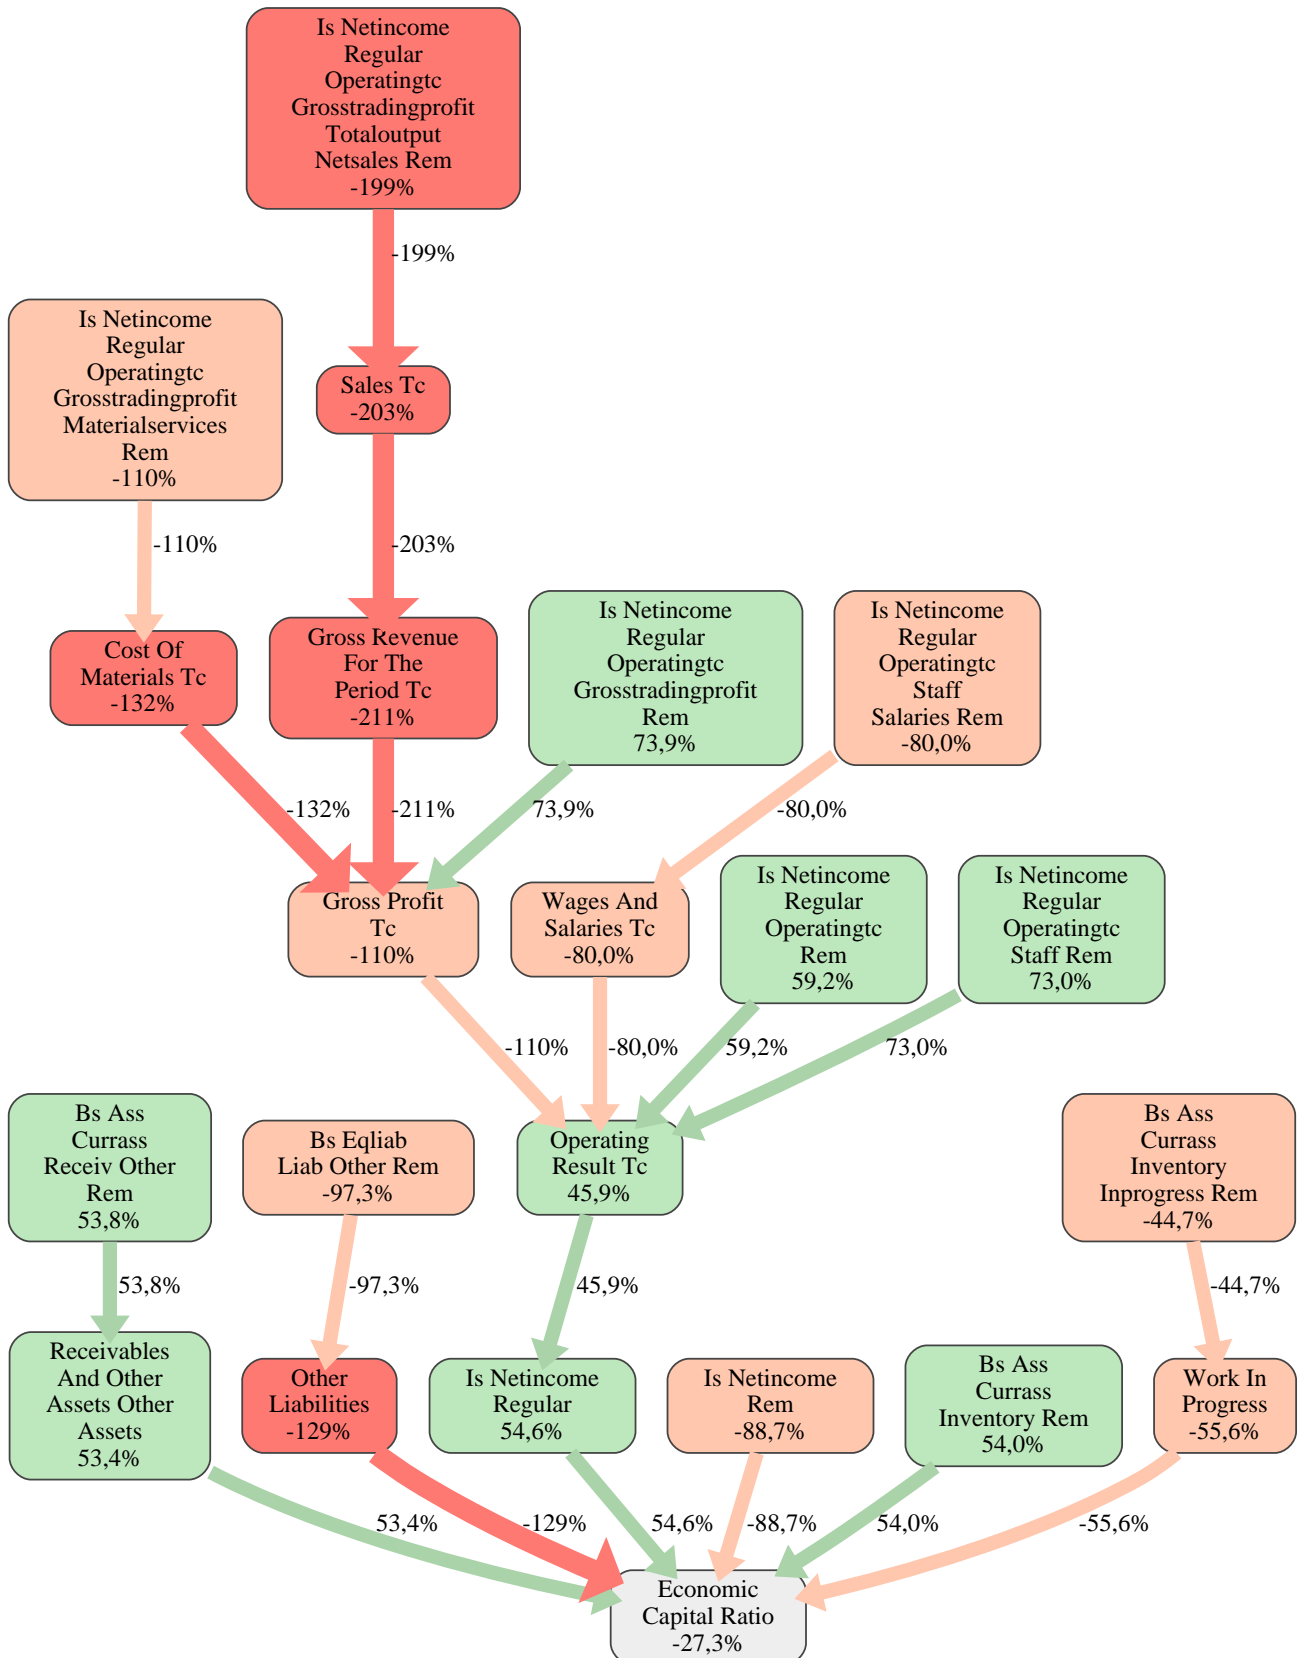 Is Netincome
Regular
Operatingtc
Grosstradingprofit
Totaloutput
Netsales Rem
-199%
-199%
Is Netincome
Regular
Operatingtc
Grosstradingprofit
Materialservices
Rem
-110%
Sales Tc
-203%
-110%
-203%
Is Netincome
Regular
Operatingtc
Grosstradingprofit
Rem
73,9%
Is Netincome
Regular
Operatingtc
Staff
Salaries Rem
-80,0%
Cost Of
Materials Tc
-132%
Gross Revenue
For The
Period Tc
-211%
-132%
-211%
73,9%
-80,0%
Gross Profit
Tc
-110%
Wages And
Salaries Tc
-80,0%
Is Netincome
Regular
Operatingtc
Rem
59,2%
Is Netincome
Regular
Operatingtc
Staff Rem
73,0%
-110%
-80,0%
59,2%
73,0%
Bs Ass
Currass
Receiv Other
Rem
53,8%
Bs Eqliab
Liab Other Rem
-97,3%
Operating
Result Tc
45,9%
Bs Ass
Currass
Inventory
Inprogress Rem
-44,7%
53,8%
-97,3%
45,9%
-44,7%
Receivables
And Other
Assets Other
Assets
53,4%
Other
Liabilities
-129%
Is Netincome
Regular
54,6%
Is Netincome
Rem
-88,7%
Bs Ass
Currass
Inventory Rem
54,0%
Work In
Progress
-55,6%
53,4%
-129%
54,6%
-88,7%
54,0%
-55,6%
Economic
Capital Ratio
-27,3%